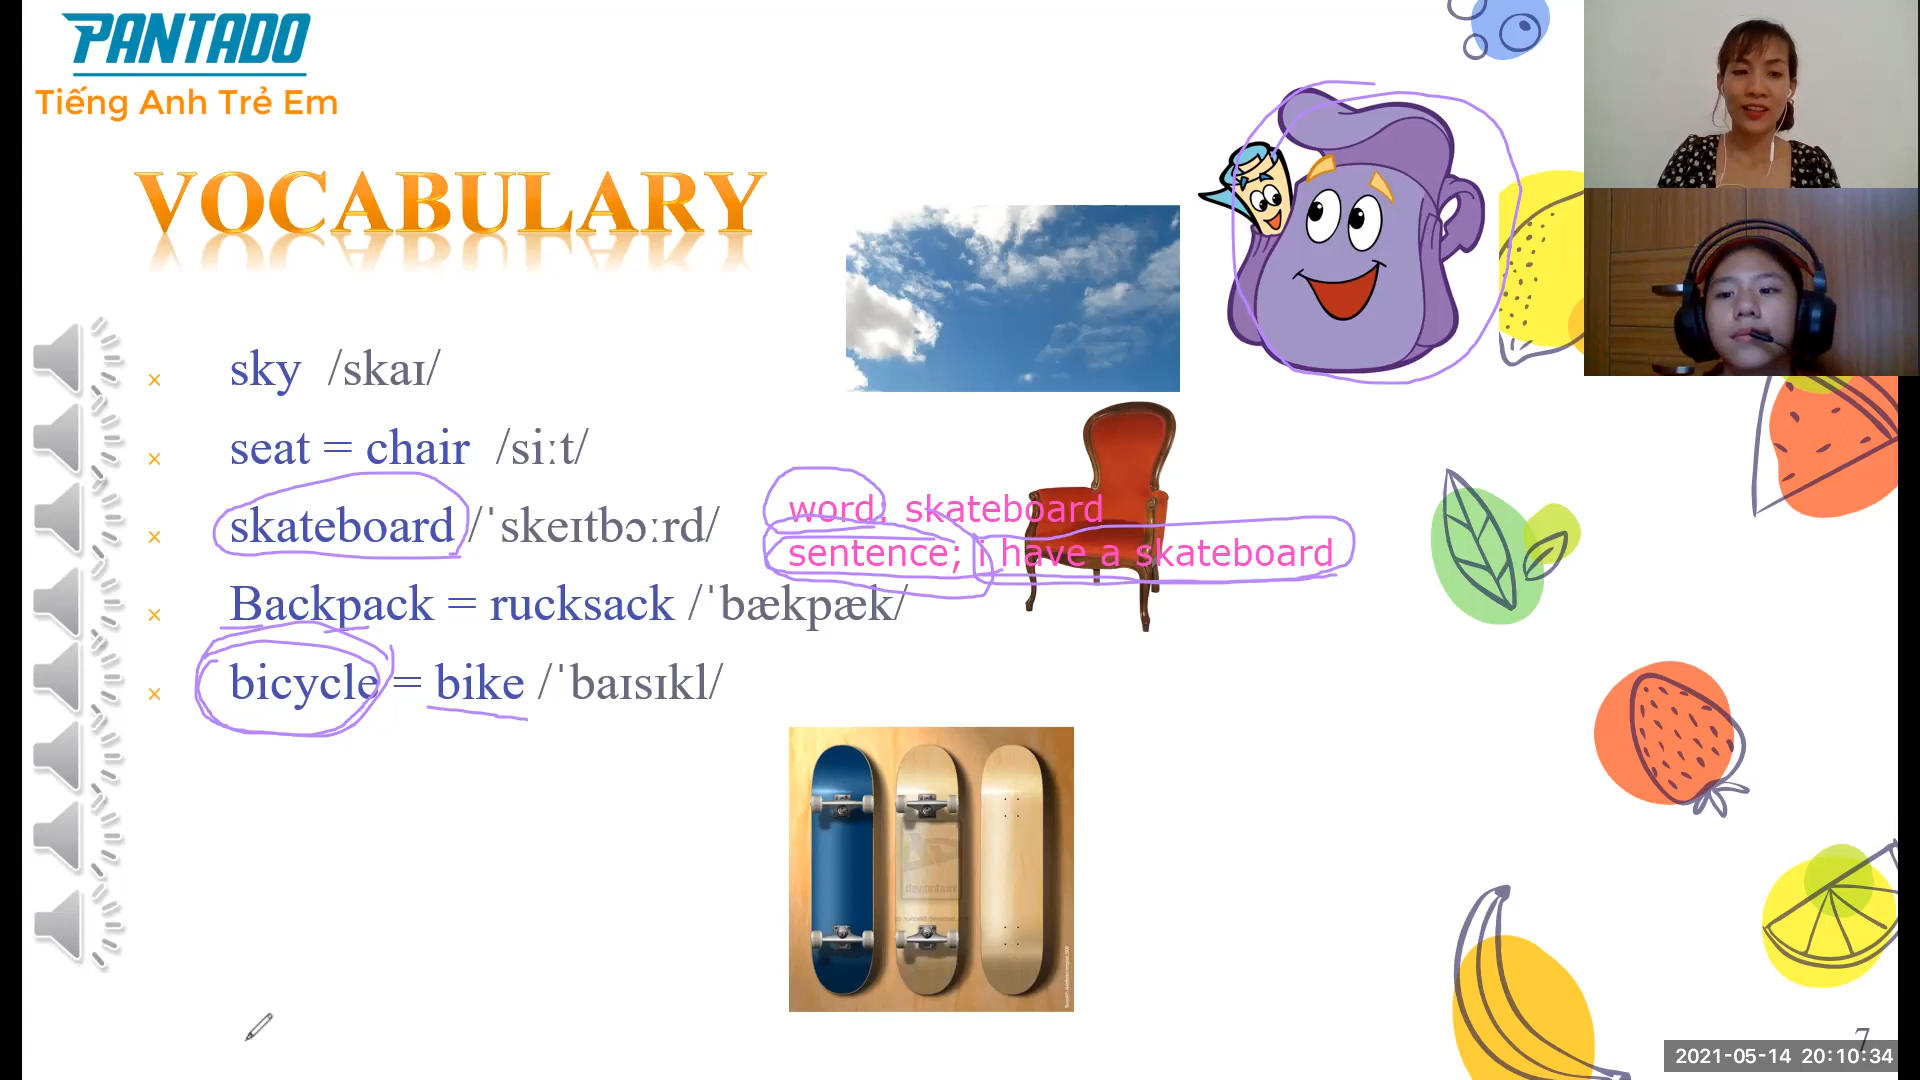 PANTADO
Tiếng Anh Trẻ Em
VOCABULARY
× sky /skaɪ/
× seat = chair /siːt/
× skateboard /ˈskeɪtbɔːrd/
word. skateboard
sentence; i have a skateboard
× Backpack = rucksack /ˈbækpæk/
× bicycle = bike /ˈbaɪsɪkl/
7
2021-05-14 20:10:34